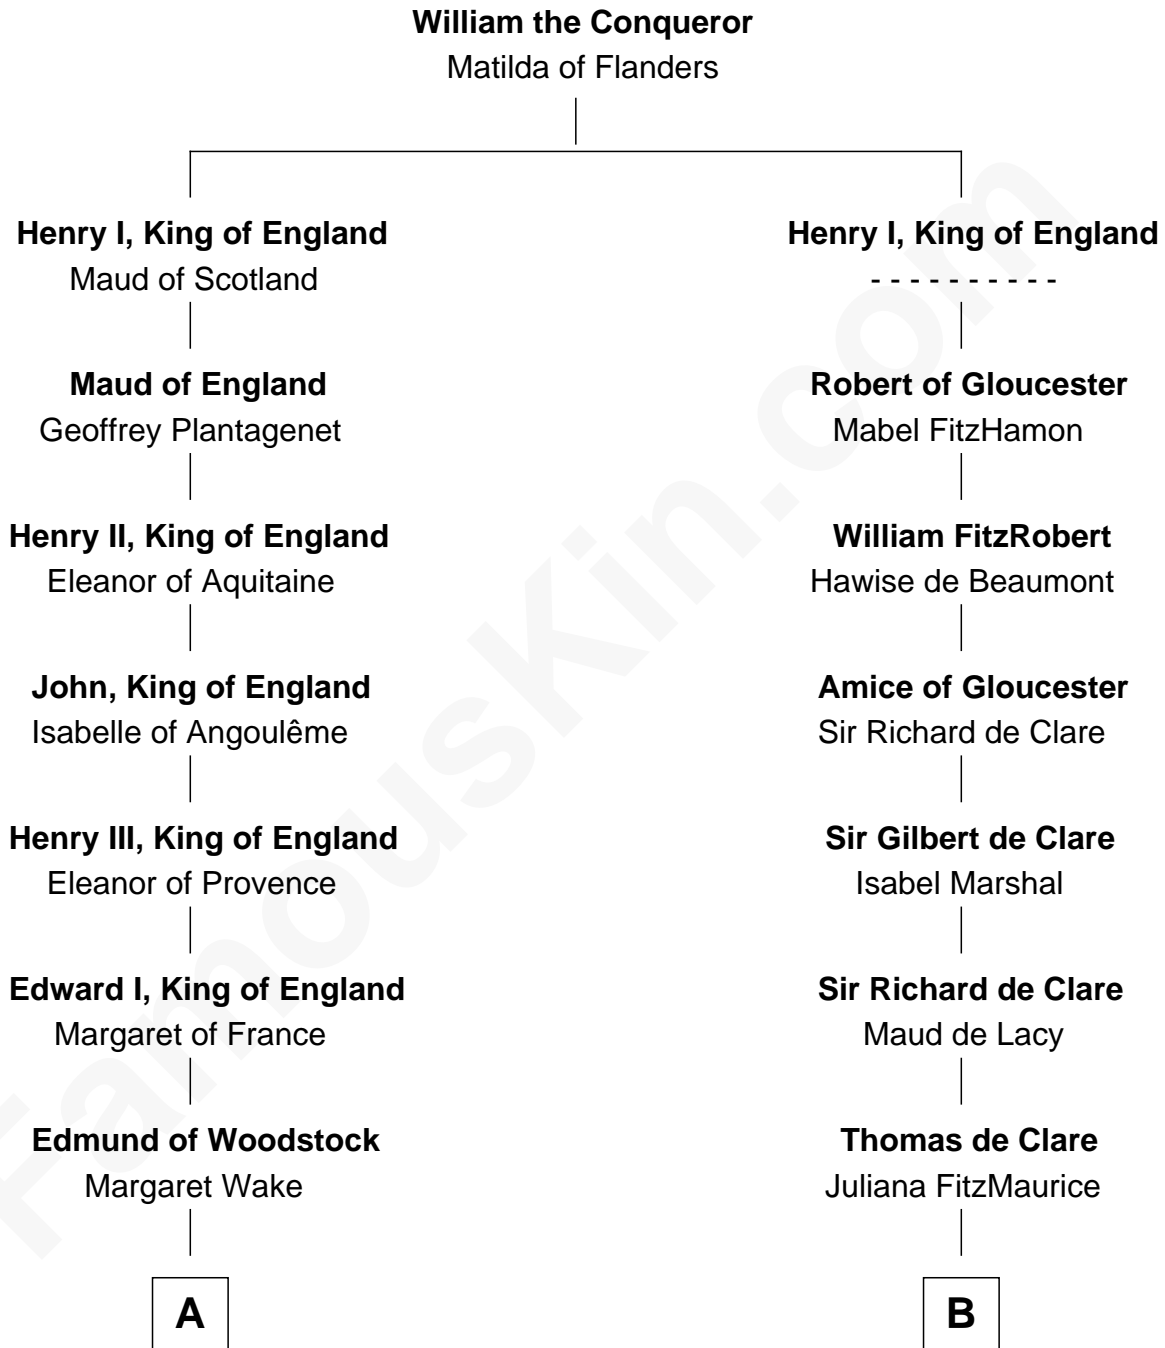 William the Conqueror
Matilda of Flanders
Henry I, King of England
Maud of Scotland
Maud of England
Geoffrey Plantagenet
Henry II, King of England
Eleanor of Aquitaine
John, King of England
Isabelle of Angoulême
Henry III, King of England
Eleanor of Provence
Edward I, King of England
Margaret of France
Edmund of Woodstock
Margaret Wake
A
Henry I, King of England
- - - - - - - - - -
Robert of Gloucester
Mabel FitzHamon
William FitzRobert
Hawise de Beaumont
Amice of Gloucester
Sir Richard de Clare
Sir Gilbert de Clare
Isabel Marshal
Sir Richard de Clare
Maud de Lacy
Thomas de Clare
Juliana FitzMaurice
B
FamousKin.com